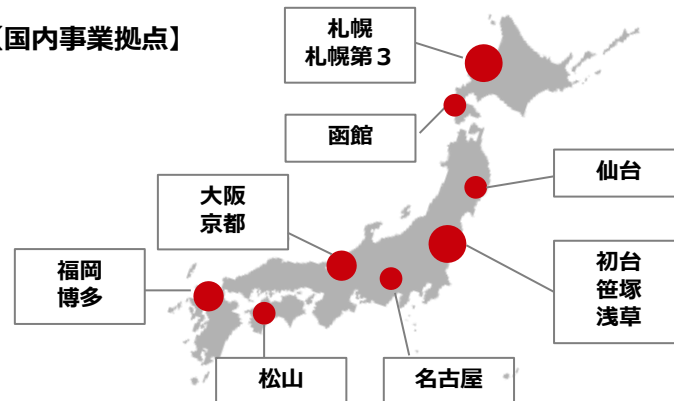 【国内事業拠点】
札幌
札幌第３
函館
仙台
大阪
京都
初台
笹塚
浅草
福岡
博多
松山
名古屋